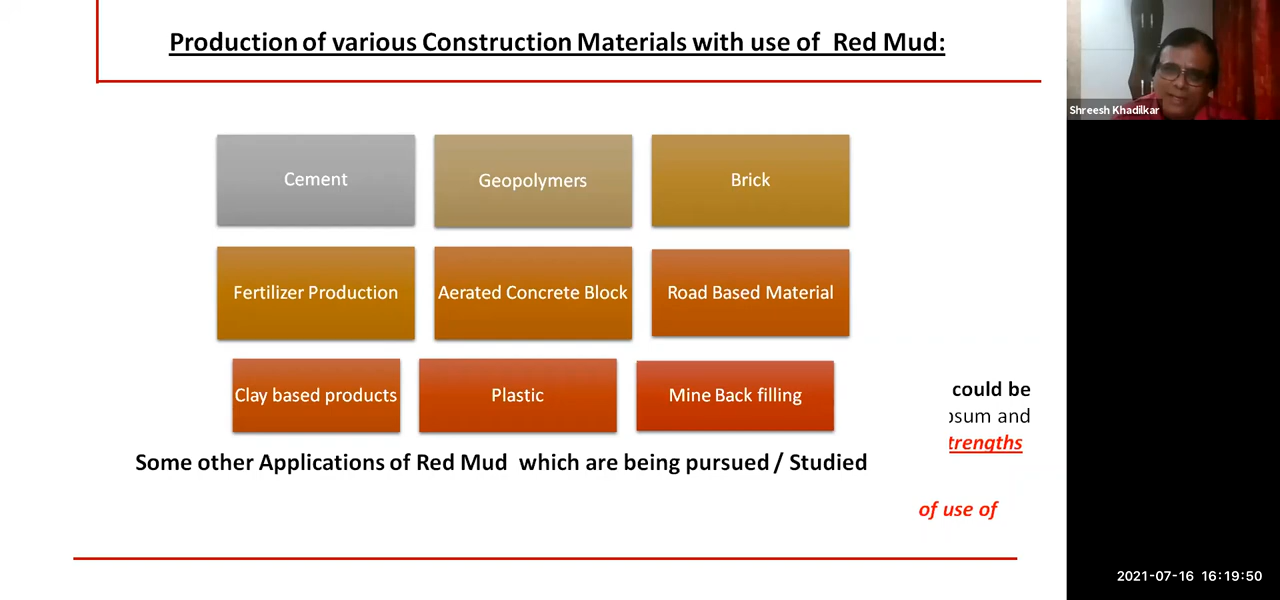 Production of various Construction Materials with use of Red Mud:
Shreesh Khadilkar
Cement
Geopolymers
Brick
Fertilizer Production
Aerated Concrete Block
Road Based Material
Clay based products
Plastic
Mine Back filling
could be
and
Some other Applications of Red Mud which are being pursued / Studied
of use of
2021-07-16 16:19:50